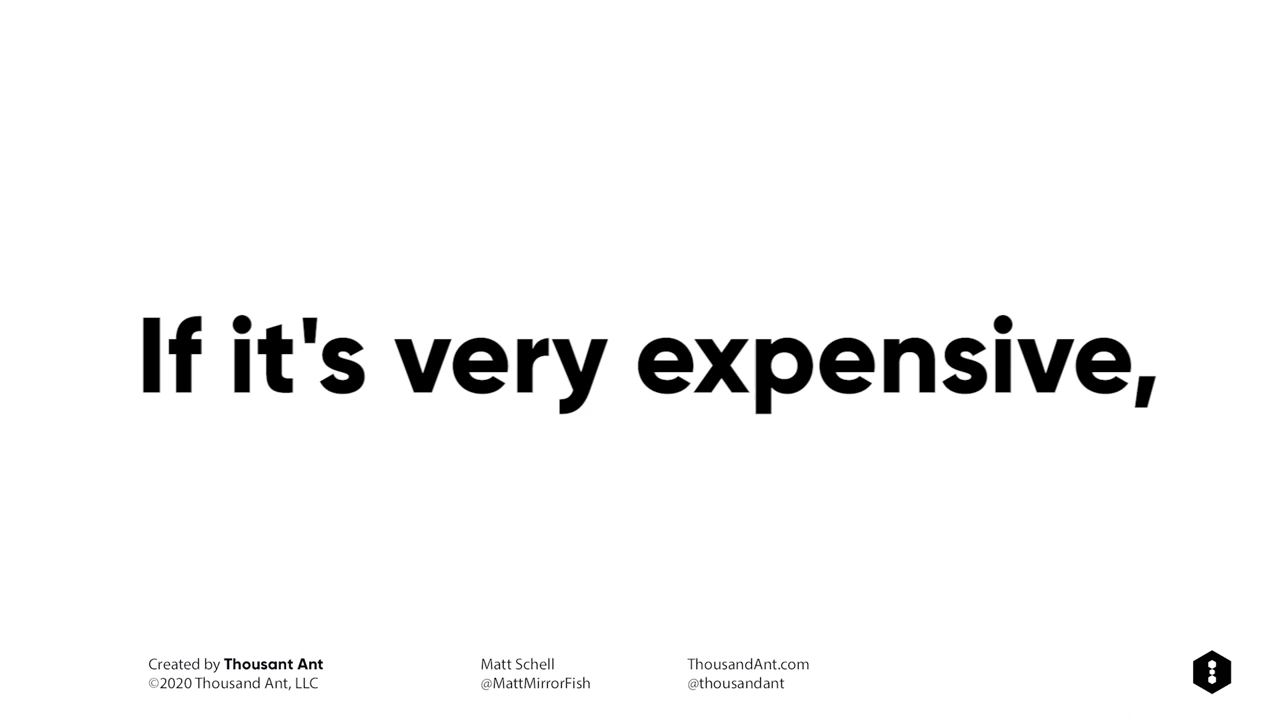 If it's very expensive,
Created by Thousant Ant
©2020 Thousand Ant, LLC
Matt Schell
@MattMirrorFish
ThousandAnt.com
@thousandant